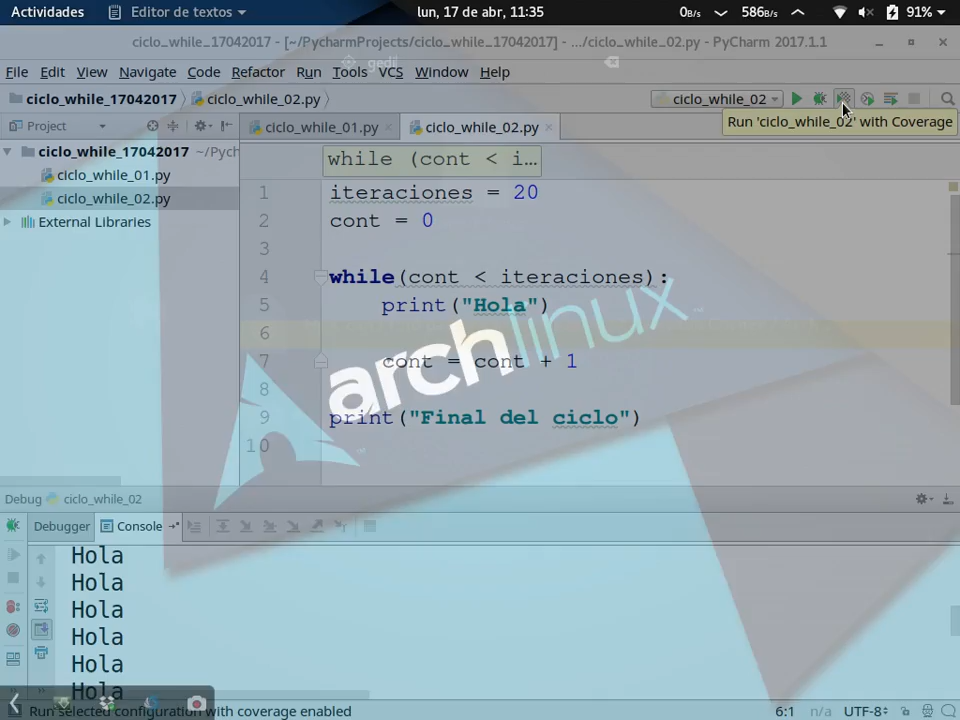 Actividades Editor de textos lun, 17 de abr, 11:35 0B/s 586B/s 91%
ciclo_while_17042017 - [~/PycharmProjects/ciclo_while_17042017] - .../ciclo_while_02.py - PyCharm 2017.1.1
gedi
File Edit View Navigate Code Refactor Run Tools VCS Window Help
ciclo_while_17042017 ciclo_while_02.py ciclo_while_02
Project ciclo_while_01.py ciclo_while_02.py Run 'ciclo_while_02' with Coverage
ciclo_while_17042017 ~/Pych
ciclo_while_01.py
ciclo_while_02.py
External Libraries
while (cont < i...
1 iteraciones = 20
2 cont = 0
3
4 while(cont < iteraciones):
5 print("Hola")
6
7 cont = cont + 1
8
9 print("Final del ciclo")
10
archlinux
Debug ciclo_while_02
Debugger Console
Hola
Hola
Hola
Hola
Hola
Hola
Run selected configuration with coverage enabled 6:1 n/a UTF-8